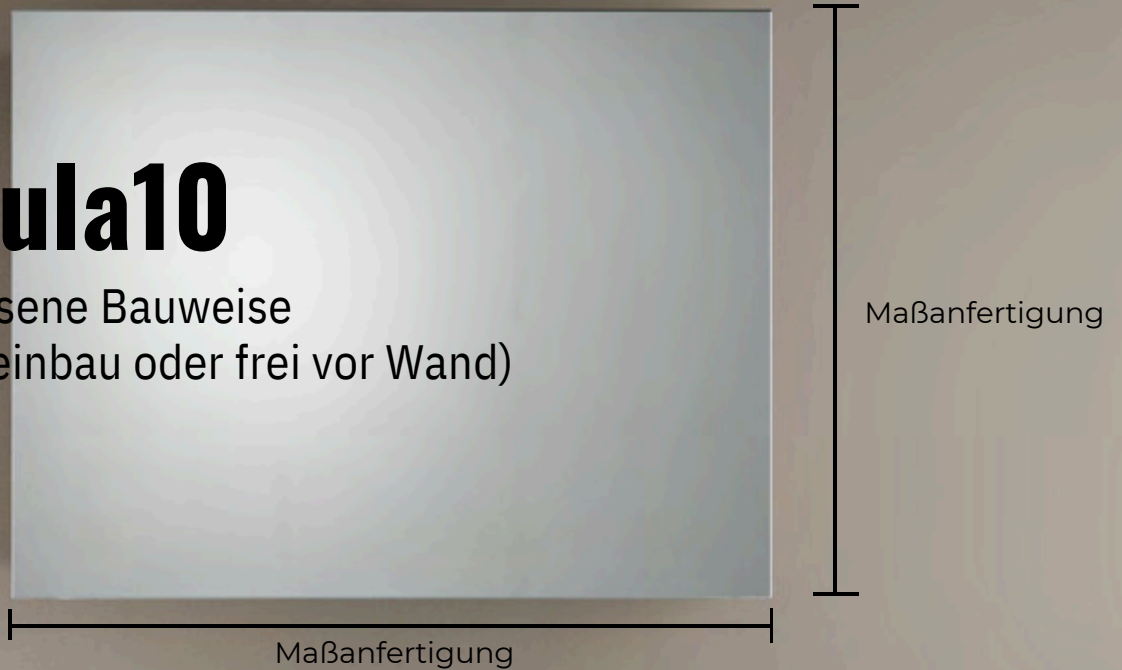 ula10
sene Bauweise
einbau oder frei vor Wand)
Maßanfertigung
Maßanfertigung